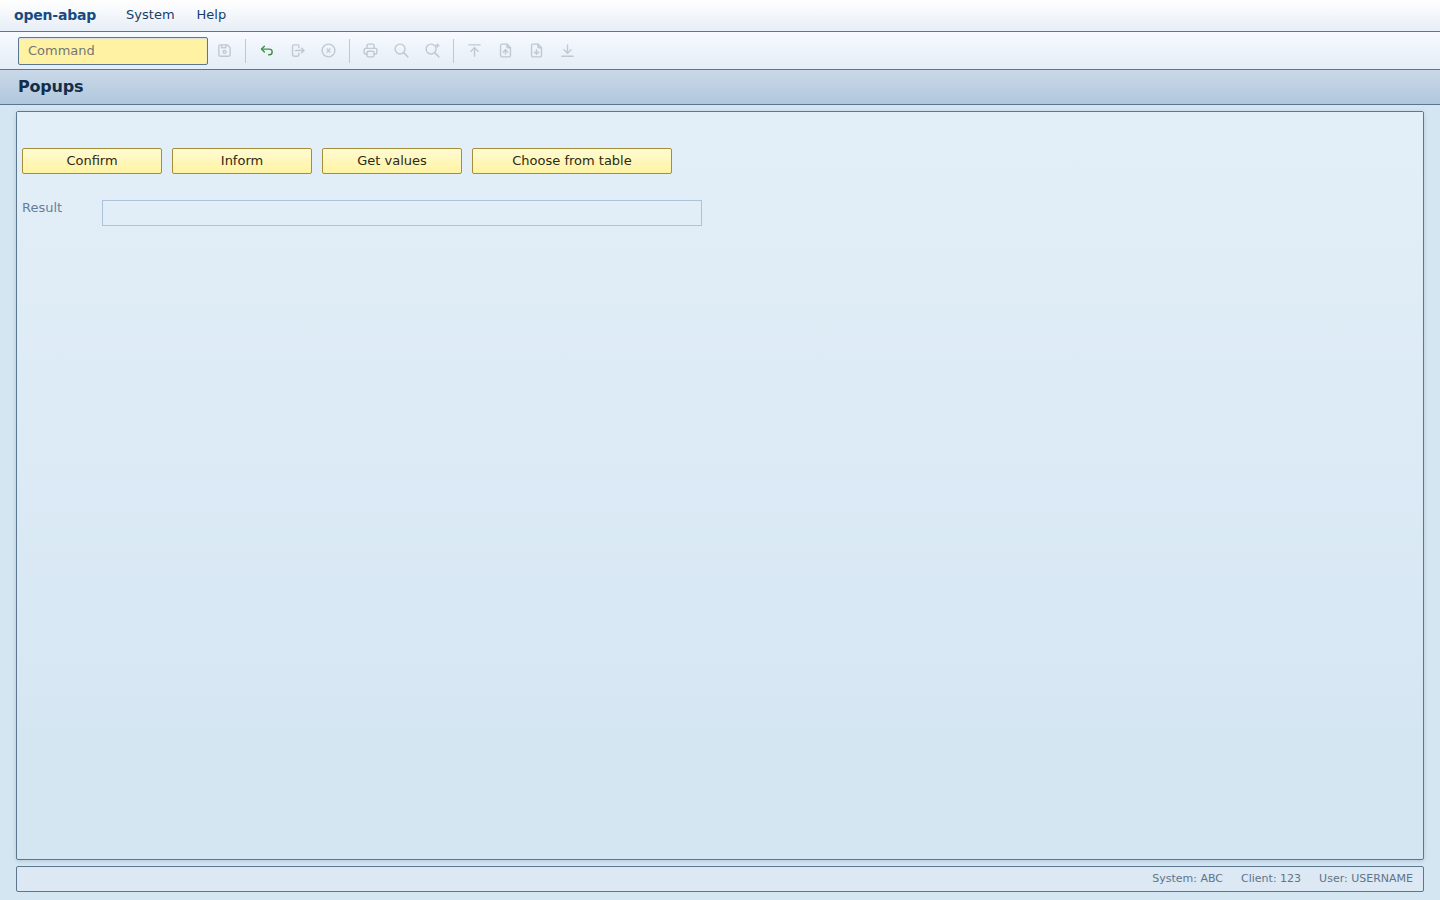 open-abap System Help
Command
Popups
Confirm Inform Get values Choose from table
Result
System: ABC Client: 123 User: USERNAME